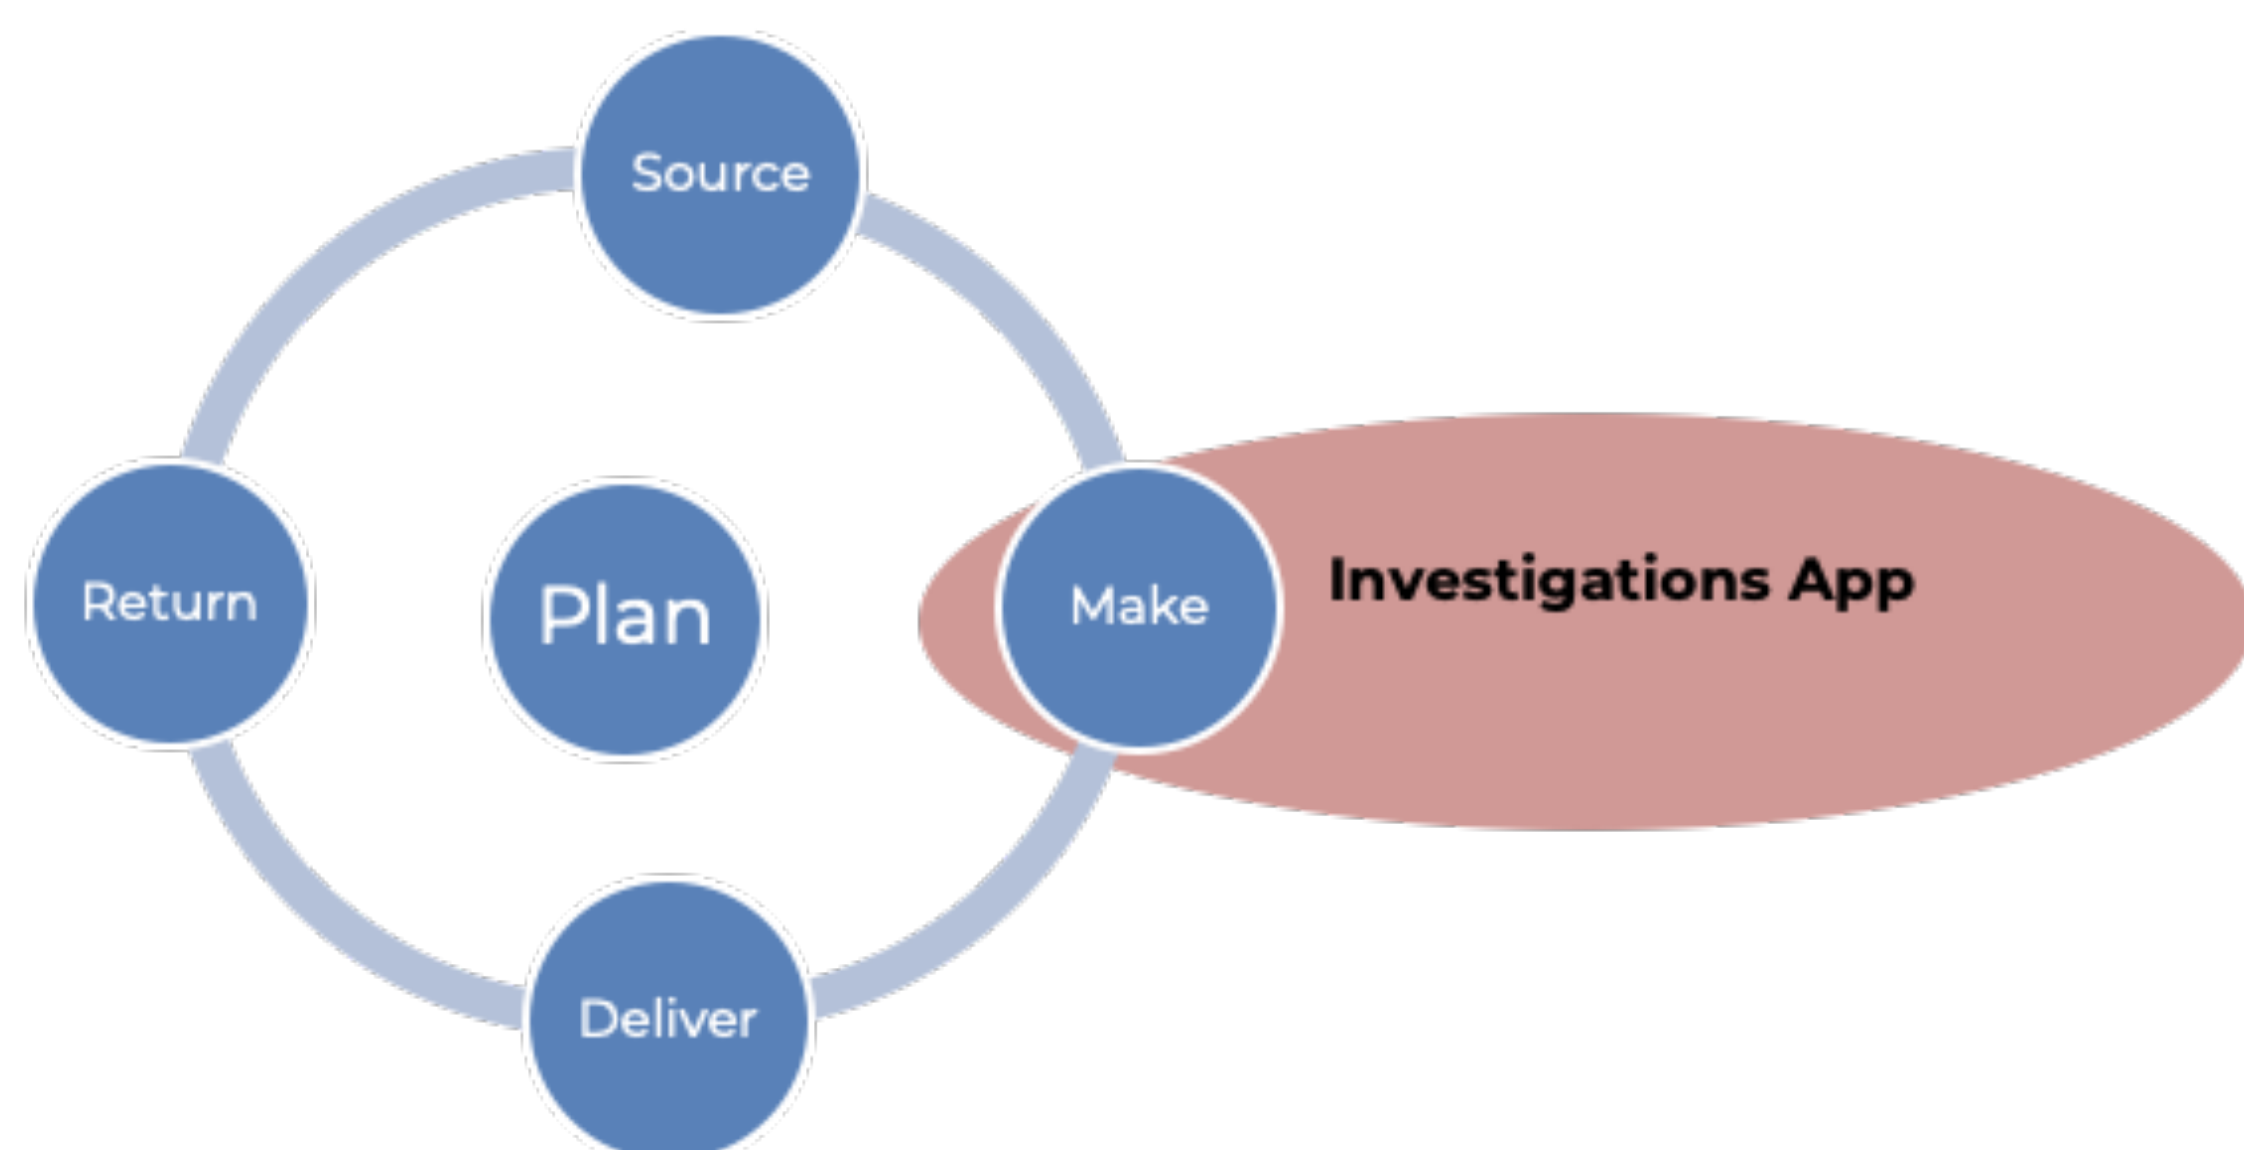 Source
Return
Plan
Make
Investigations App
Deliver